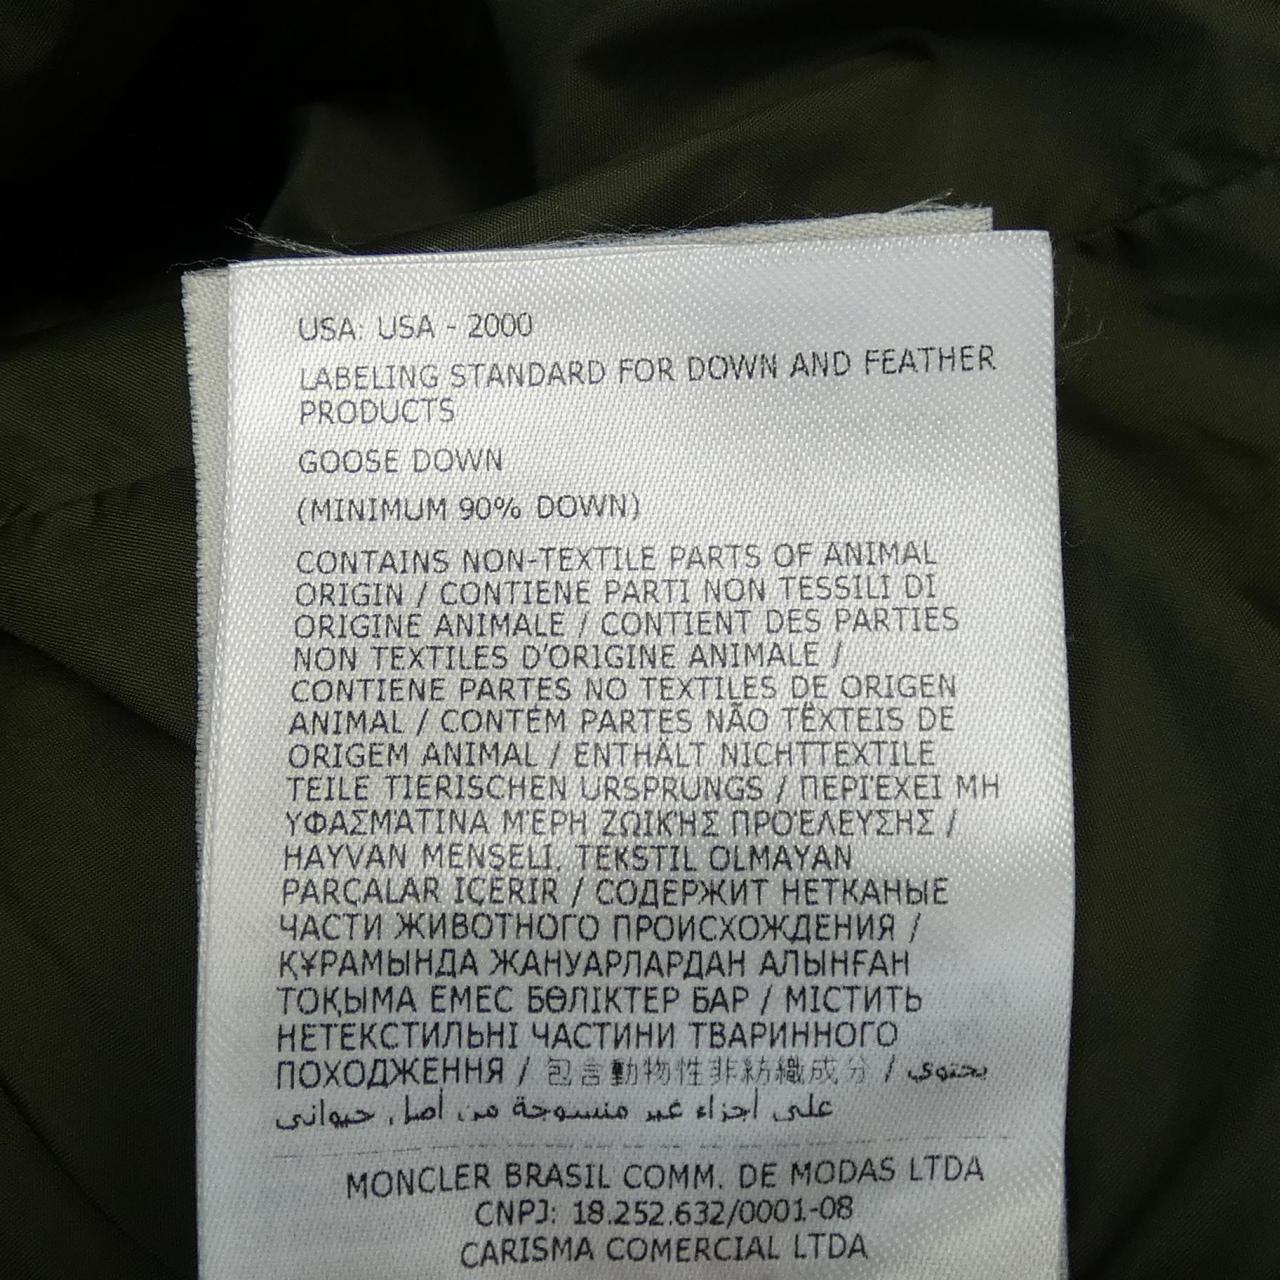 USA: USA - 2000
LABELING STANDARD FOR DOWN AND FEATHER
PRODUCTS
GOOSE DOWN
(MINIMUM 90% DOWN)
CONTAINS NON-TEXTILE PARTS OF ANIMAL
ORIGIN / CONTIENE PARTI NON TESSILI DI
ORIGINE ANIMALE / CONTIENT DES PARTIES
NON TEXTILES D'ORIGINE ANIMALE /
CONTIENE PARTES NO TEXTILES DE ORIGEN
ANIMAL / CONTÉM PARTES NÃO TÊXTEIS DE
ORIGEM ANIMAL / ENTHÄLT NICHTTEXTILE
TEILE TIERISCHEN URSPRUNGS / ΠΕΡΙΈΧΕΙ ΜΗ
ΥΦΑΣΜΆΤΙΝΑ ΜΈΡΗ ΖΩΙΚΉΣ ΠΡΟΈΛΕΥΣΗΣ /
HAYVAN MENŞELI, TEKSTIL OLMAYAN
PARÇALAR IÇERIR / СОДЕРЖИТ НЕТКАНЫЕ
ЧАСТИ ЖИВОТНОГО ПРОИСХОЖДЕНИЯ /
ҚҰРАМЫНДА ЖАНУАРЛАРДАН АЛЫНҒАН
ТОҚЫМА ЕМЕС БӨЛІКТЕР БАР / МІСТИТЬ
НЕТЕКСТИЛЬНІ ЧАСТИНИ ТВАРИННОГО
ПОХОДЖЕННЯ / 包含動物性非紡織成分 / يحتوي
على أجزاء غير منسوجة من أصل حيواني
MONCLER BRASIL COMM. DE MODAS LTDA
CNPJ: 18.252.632/0001-08
CARISMA COMERCIAL LTDA